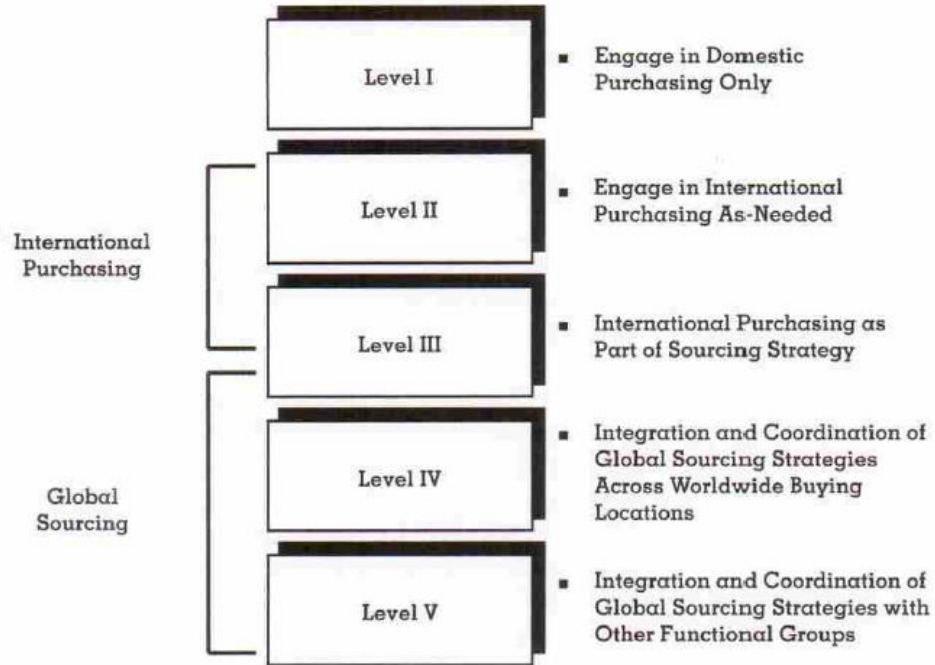 Level I
▪ Engage in Domestic
Purchasing Only
International
Purchasing
Level II
▪ Engage in International
Purchasing As-Needed
Level III
▪ International Purchasing as
Part of Sourcing Strategy
Global
Sourcing
Level IV
▪ Integration and Coordination of
Global Sourcing Strategies
Across Worldwide Buying
Locations
Level V
▪ Integration and Coordination of
Global Sourcing Strategies with
Other Functional Groups